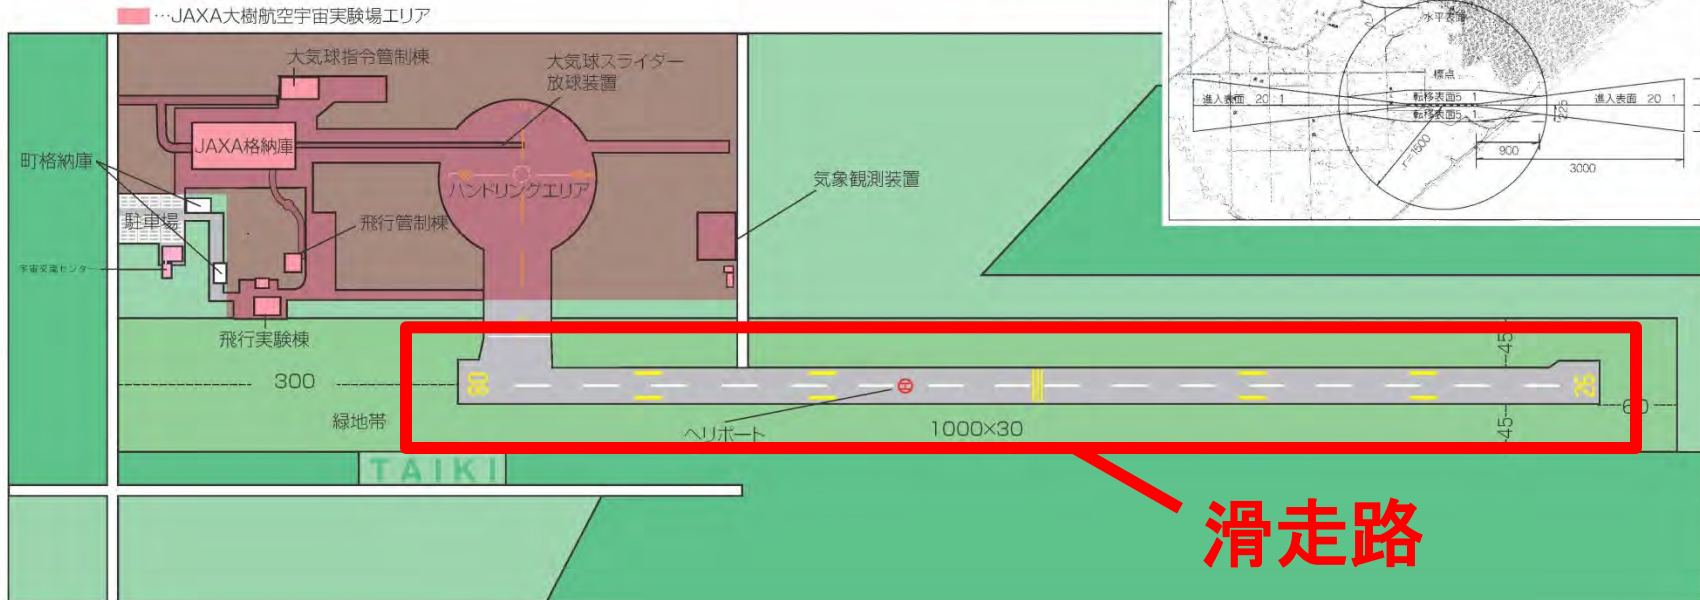 …JAXA大樹航空宇宙実験場エリア
大気球指令管制棟
大気球スライダー
放球装置
JAXA格納庫
町格納庫
ハンドリングエリア
気象観測装置
駐車場
飛行管制棟
宇宙交流センター
飛行実験棟
300
08
26
45
45
60
緑地帯
ヘリポート
1000×30
TAIKI
滑走路
水平表面
標点
進入表面 20:1
転移表面5:1
転移表面5:1
進入表面 20:1
225
r=1500
900
3000